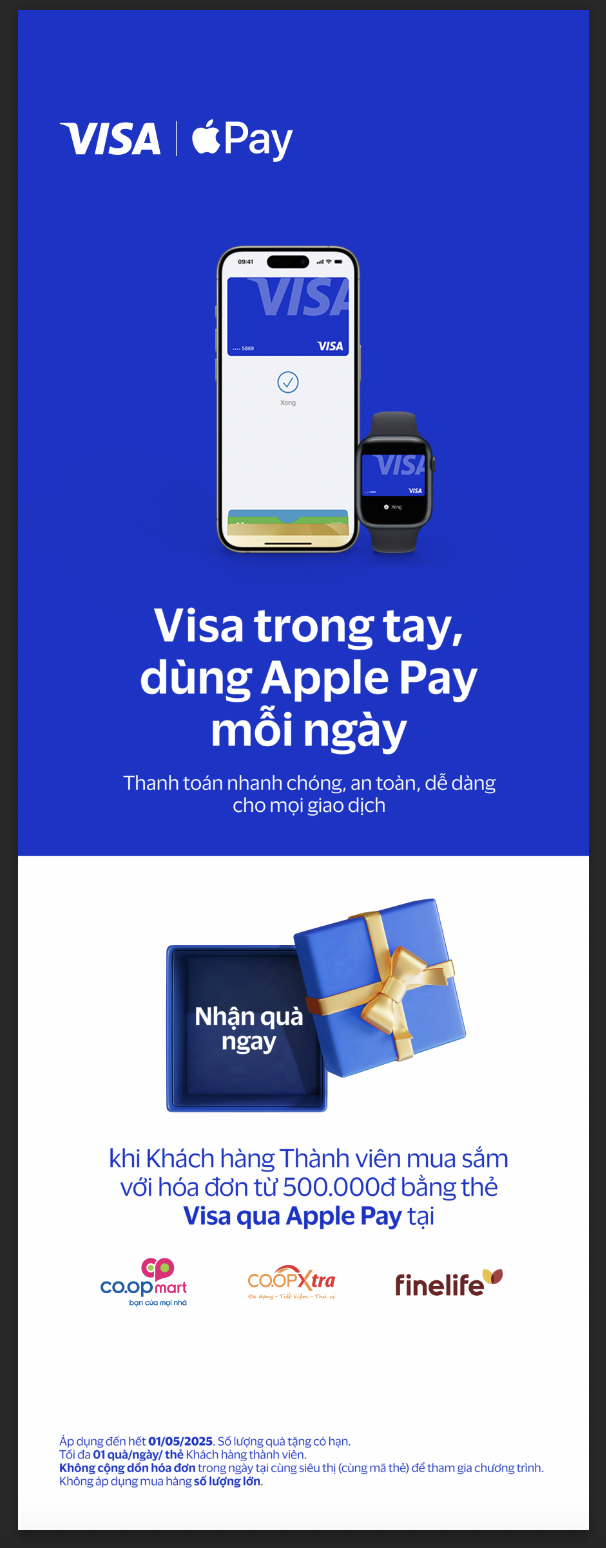 VISA | Pay
09:41
VISA
•••• 5869 VISA
Xong
VISA
VISA
Xong
Visa trong tay,
dùng Apple Pay
mỗi ngày
Thanh toán nhanh chóng, an toàn, dễ dàng
cho mọi giao dịch
Nhận quà
ngay
khi Khách hàng Thành viên mua sắm
với hóa đơn từ 500.000đ bằng thẻ
Visa qua Apple Pay tại
co.opmart
bạn của mọi nhà
CO.OPXtra
Đa dạng - Tiết kiệm - Thú vị
finelife
Áp dụng đến hết 01/05/2025. Số lượng quà tặng có hạn.
Tối đa 01 quà/ngày/ thẻ Khách hàng thành viên.
Không cộng dồn hóa đơn trong ngày tại cùng siêu thị (cùng mã thẻ) để tham gia chương trình.
Không áp dụng mua hàng số lượng lớn.